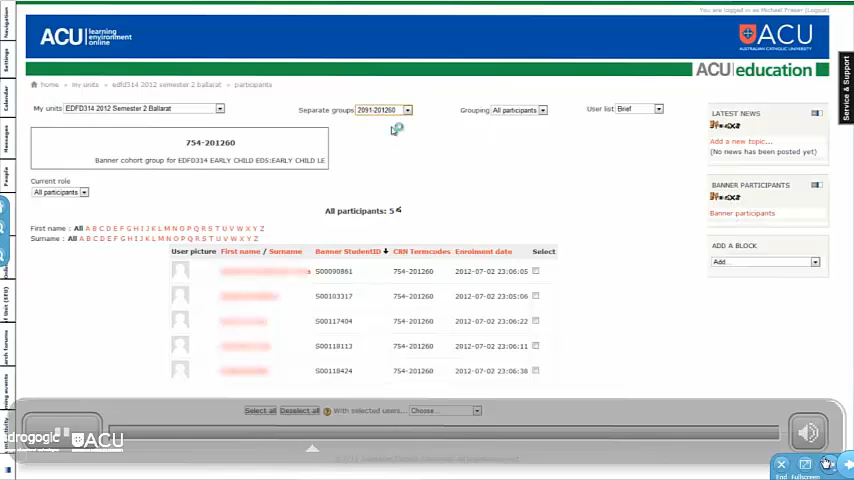 You are logged in as Michael Fraser (Logout)
ACU learning environment online
ACU
AUSTRALIAN CATHOLIC UNIVERSITY
ACU education
Navigation
Settings
Calendar
Messages
People
Service & Support
home » my units » edfd314 2012 semester 2 ballarat » participants
My units EDFD314 2012 Semester 2 Ballarat
Separate groups 2091-201260
Grouping All participants
User list Brief
754-201260
Banner cohort group for EDFD314 EARLY CHILD EDS:EARLY CHILD LE
Current role
All participants
All participants: 5
First name : All A B C D E F G H I J K L M N O P Q R S T U V W X Y Z
Surname : All A B C D E F G H I J K L M N O P Q R S T U V W X Y Z
User picture First name / Surname Banner StudentID CRN Termcodes Enrolment date Select
S00090861 754-201260 2012-07-02 23:06:05
S00103317 754-201260 2012-07-02 23:05:06
S00117404 754-201260 2012-07-02 23:06:22
S00118113 754-201260 2012-07-02 23:06:11
S00118424 754-201260 2012-07-02 23:06:38
Select all Deselect all With selected users... Choose...
LATEST NEWS
Add a new topic...
(No news has been posted yet)
BANNER PARTICIPANTS
Banner participants
ADD A BLOCK
Add...
ACU
End Fullscreen